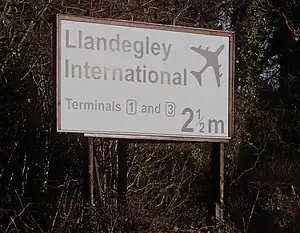 Llandegley
International
Terminals 1 and 3
2½m